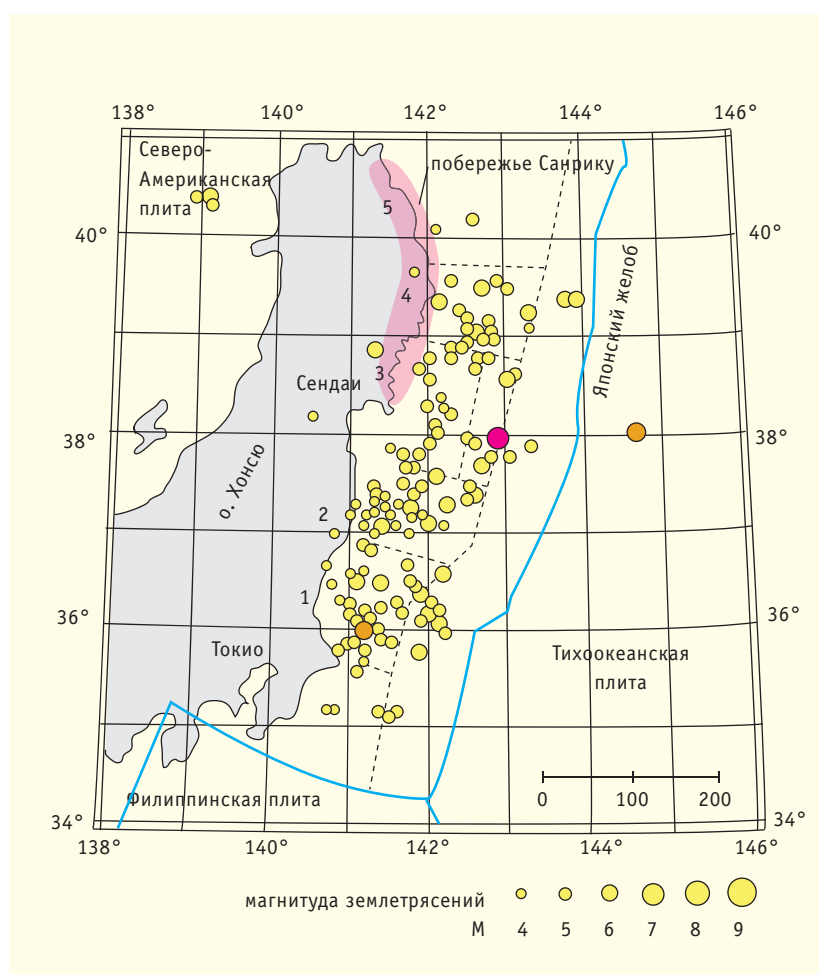 138° 140° 142° 144° 146°
Северо-
Американская
плита
побережье Санрику
5
40° 40°
Японский желоб
4
3
Сендаи
38° 38°
о. Хонсю
2
1
36° 36°
Токио
Тихоокеанская
плита
0 100 200
Филиппинская плита
34° 34°
138° 140° 142° 144° 146°
магнитуда землетрясений
М 4 5 6 7 8 9